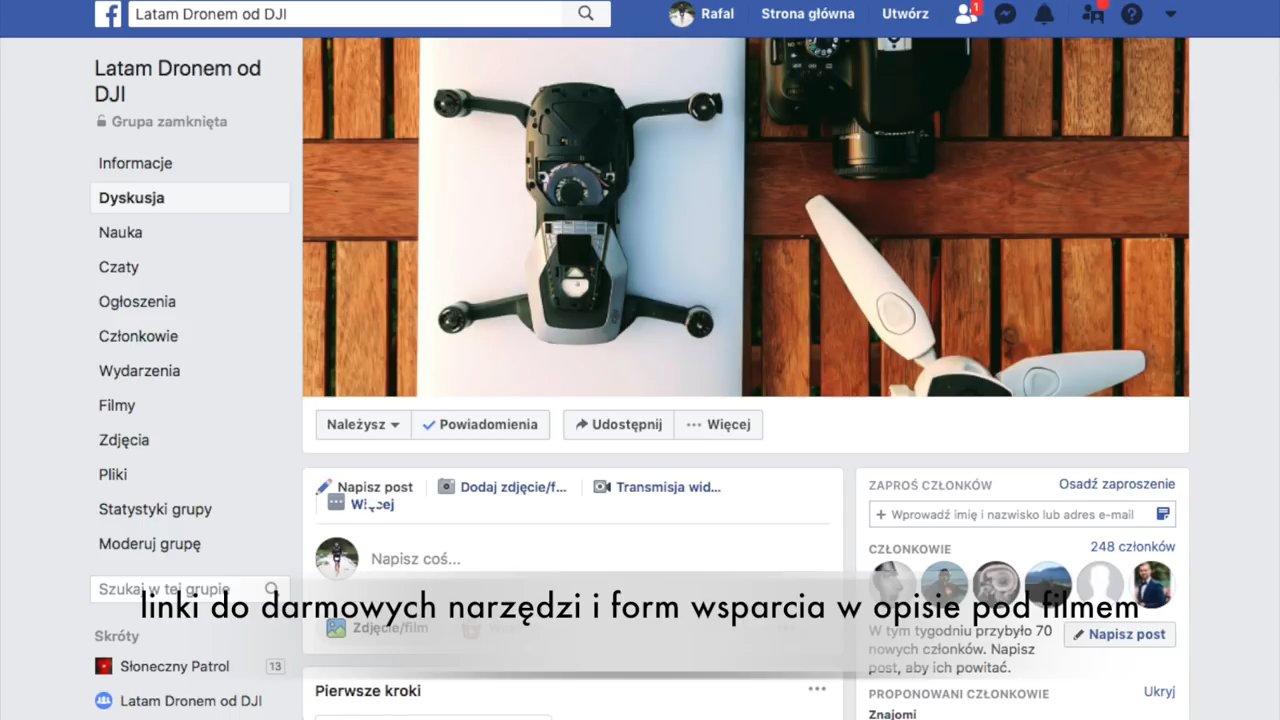 Latam Dronem od DJI
Rafal
Strona główna
Utwórz
1
Latam Dronem od
DJI
Grupa zamknięta
Informacje
Dyskusja
Nauka
Czaty
Ogłoszenia
Członkowie
Wydarzenia
Filmy
Zdjęcia
Pliki
Statystyki grupy
Moderuj grupę
Szukaj w tej grupie
Skróty
Słoneczny Patrol 13
Latam Dronem od DJI
Canon
Należysz
Powiadomienia
Udostępnij
Więcej
Napisz post
Dodaj zdjęcie/f...
Transmisja wid...
Więcej
Napisz coś...
Zdjęcie/film
linki do darmowych narzędzi i form wsparcia w opisie pod filmem
Pierwsze kroki
ZAPROŚ CZŁONKÓW
Osadź zaproszenie
+ Wprowadź imię i nazwisko lub adres e-mail
CZŁONKOWIE
248 członków
W tym tygodniu przybyło 70
nowych członków. Napisz
post, aby ich powitać.
Napisz post
PROPONOWANI CZŁONKOWIE
Ukryj
Znajomi